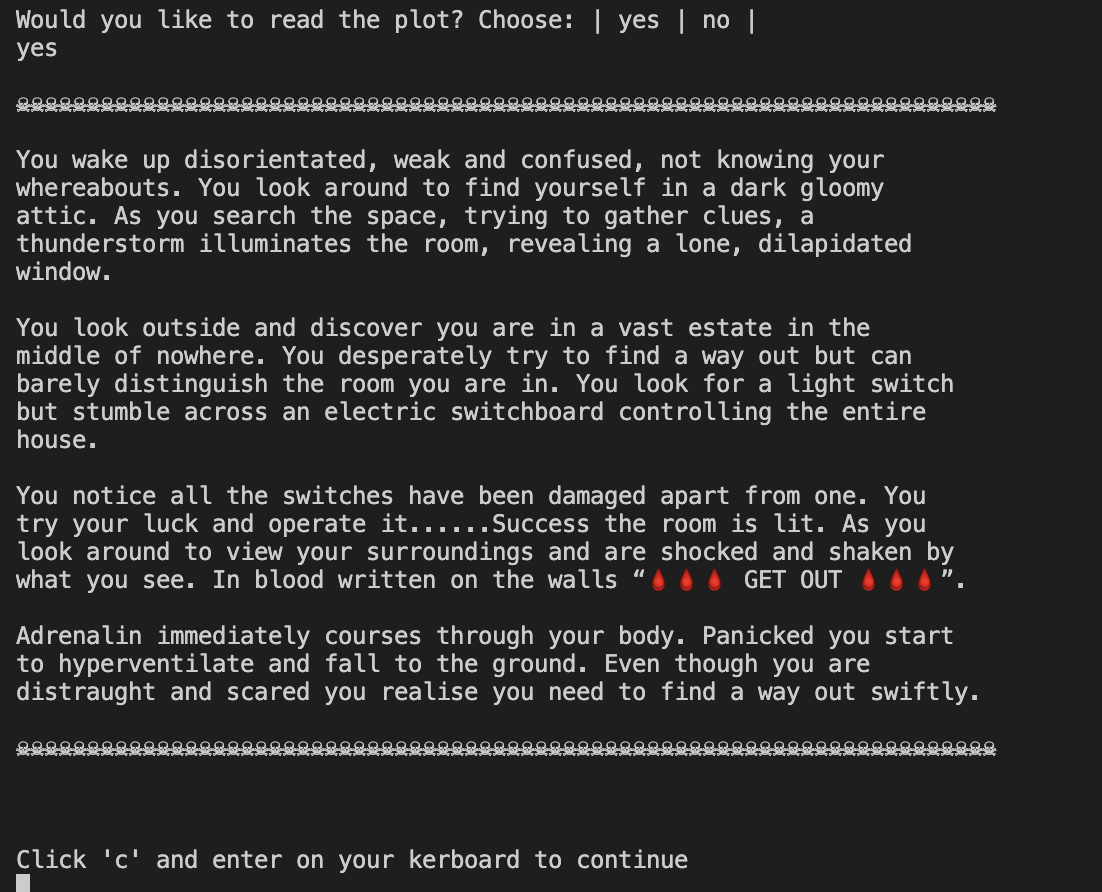 Would you like to read the plot? Choose: | yes | no |
yes
☠☠☠☠☠☠☠☠☠☠☠☠☠☠☠☠☠☠☠☠☠☠☠☠☠☠☠☠☠☠☠☠☠☠☠☠☠☠☠☠☠☠☠☠☠☠☠☠☠☠☠☠☠☠☠☠☠☠☠☠☠☠☠☠☠☠☠☠☠☠
You wake up disorientated, weak and confused, not knowing your
whereabouts. You look around to find yourself in a dark gloomy
attic. As you search the space, trying to gather clues, a
thunderstorm illuminates the room, revealing a lone, dilapidated
window.
You look outside and discover you are in a vast estate in the
middle of nowhere. You desperately try to find a way out but can
barely distinguish the room you are in. You look for a light switch
but stumble across an electric switchboard controlling the entire
house.
You notice all the switches have been damaged apart from one. You
try your luck and operate it......Success the room is lit. As you
look around to view your surroundings and are shocked and shaken by
what you see. In blood written on the walls “🩸🩸🩸 GET OUT 🩸🩸🩸”.
Adrenalin immediately courses through your body. Panicked you start
to hyperventilate and fall to the ground. Even though you are
distraught and scared you realise you need to find a way out swiftly.
☠☠☠☠☠☠☠☠☠☠☠☠☠☠☠☠☠☠☠☠☠☠☠☠☠☠☠☠☠☠☠☠☠☠☠☠☠☠☠☠☠☠☠☠☠☠☠☠☠☠☠☠☠☠☠☠☠☠☠☠☠☠☠☠☠☠☠☠☠☠
Click 'c' and enter on your kerboard to continue